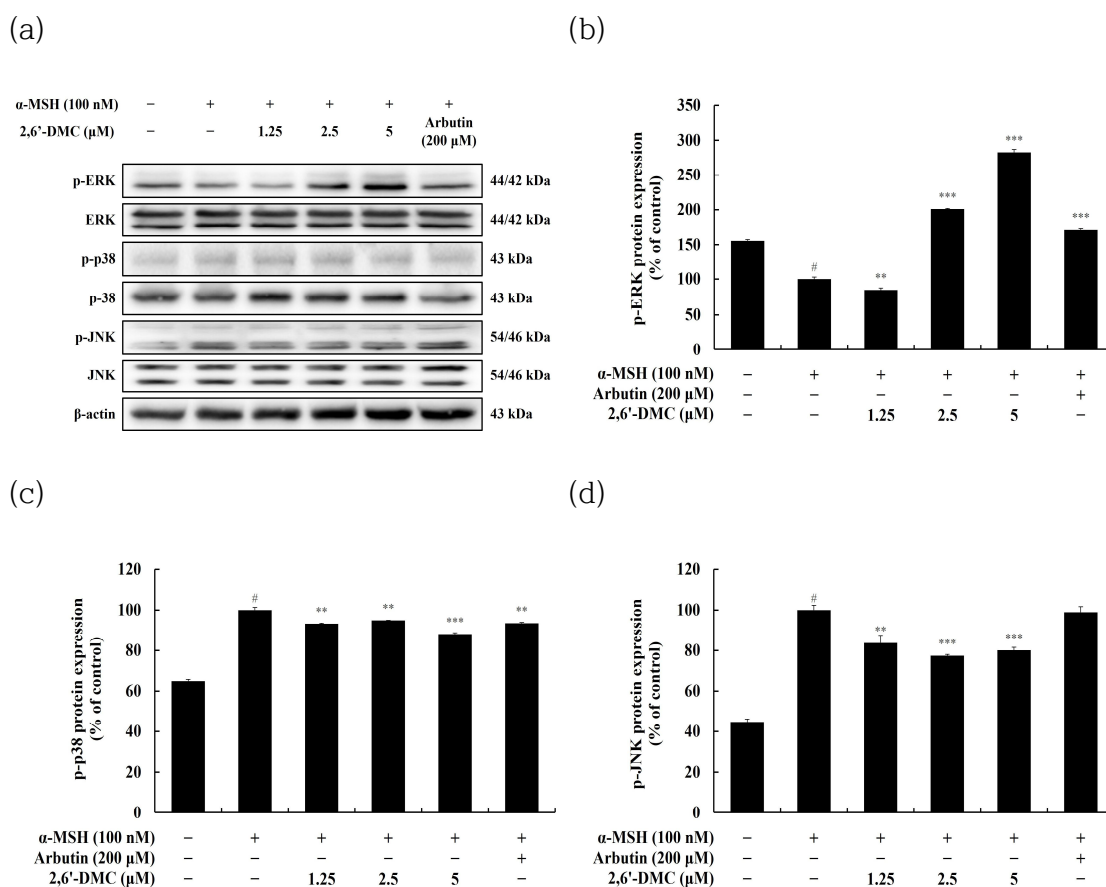 (a)
α-MSH (100 nM) – + + + + +
2,6'-DMC (μM) – – 1.25 2.5 5 Arbutin
(200 μM)
p-ERK 44/42 kDa
ERK 44/42 kDa
p-p38 43 kDa
p-38 43 kDa
p-JNK 54/46 kDa
JNK 54/46 kDa
β-actin 43 kDa
(b)
p-ERK protein expression
(% of control)
350
300
250
200
150
100
50
0
#
**
***
***
***
α-MSH (100 nM) – + + + + +
Arbutin (200 μM) – – – – – +
2,6'-DMC (μM) – – 1.25 2.5 5 –
(c)
p-p38 protein expression
(% of control)
120
100
80
60
40
20
0
#
**
**
***
**
α-MSH (100 nM) – + + + + +
Arbutin (200 μM) – – – – – +
2,6'-DMC (μM) – – 1.25 2.5 5 –
(d)
p-JNK protein expression
(% of control)
120
100
80
60
40
20
0
#
**
***
***
α-MSH (100 nM) – + + + + +
Arbutin (200 μM) – – – – – +
2,6'-DMC (μM) – – 1.25 2.5 5 –